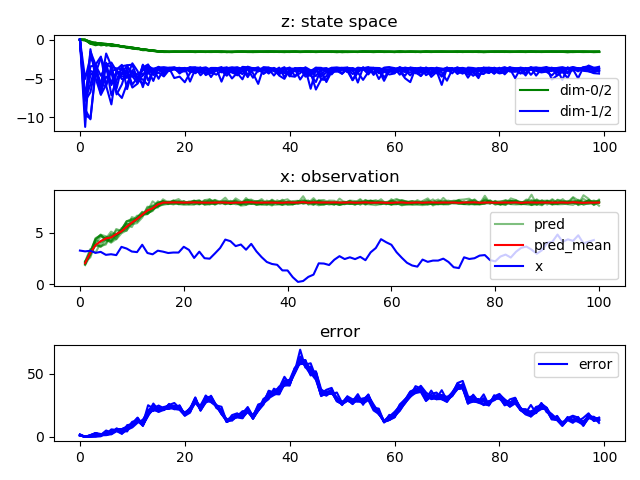 z: state space
0
−5
−10
dim-0/2
dim-1/2
0 20 40 60 80 100
x: observation
5
0
pred
pred_mean
x
0 20 40 60 80 100
error
50
0
error
0 20 40 60 80 100